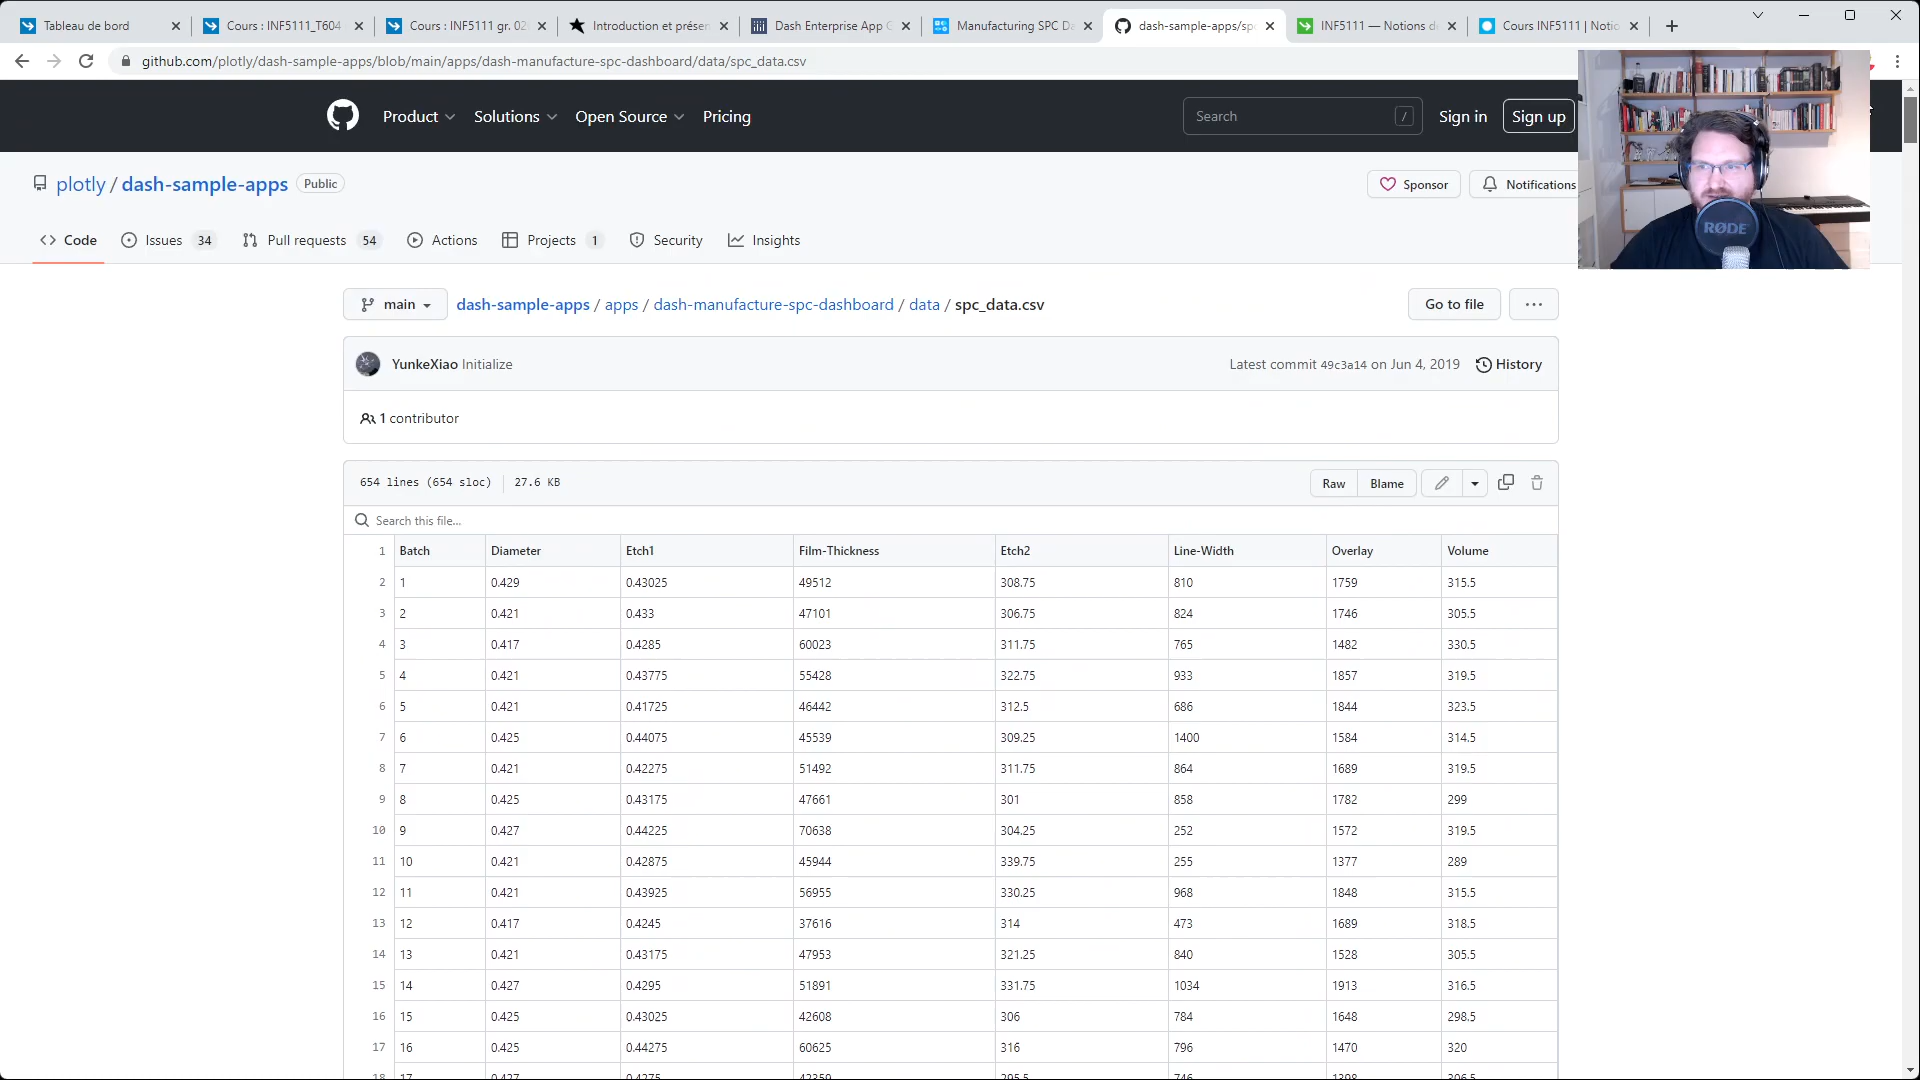 Tableau de bord
Cours : INF5111_T604
Cours : INF5111 gr. 02
Introduction et présen
Dash Enterprise App G
Manufacturing SPC Da
dash-sample-apps/spc
INF5111 — Notions d
Cours INF5111 | Notio
github.com/plotly/dash-sample-apps/blob/main/apps/dash-manufacture-spc-dashboard/data/spc_data.csv
Product Solutions Open Source Pricing
Search /
Sign in
Sign up
plotly / dash-sample-apps Public
Sponsor
Notifications
RØDE
Code Issues 34 Pull requests 54 Actions Projects 1 Security Insights
main
dash-sample-apps / apps / dash-manufacture-spc-dashboard / data / spc_data.csv
Go to file ...
YunkeXiao Initialize
Latest commit 49c3a14 on Jun 4, 2019 History
1 contributor
654 lines (654 sloc) 27.6 KB
Raw Blame
Search this file...
1 Batch Diameter Etch1 Film-Thickness Etch2 Line-Width Overlay Volume
2 1 0.429 0.43025 49512 308.75 810 1759 315.5
3 2 0.421 0.433 47101 306.75 824 1746 305.5
4 3 0.417 0.4285 60023 311.75 765 1482 330.5
5 4 0.421 0.43775 55428 322.75 933 1857 319.5
6 5 0.421 0.41725 46442 312.5 686 1844 323.5
7 6 0.425 0.44075 45539 309.25 1400 1584 314.5
8 7 0.421 0.42275 51492 311.75 864 1689 319.5
9 8 0.425 0.43175 47661 301 858 1782 299
10 9 0.427 0.44225 70638 304.25 252 1572 319.5
11 10 0.421 0.42875 45944 339.75 255 1377 289
12 11 0.421 0.43925 56955 330.25 968 1848 315.5
13 12 0.417 0.4245 37616 314 473 1689 318.5
14 13 0.421 0.43175 47953 321.25 840 1528 305.5
15 14 0.427 0.4295 51891 331.75 1034 1913 316.5
16 15 0.425 0.43025 42608 306 784 1648 298.5
17 16 0.425 0.44275 60625 316 796 1470 320
18 17 0.427 0.4275 42359 295.5 746 1398 306.5